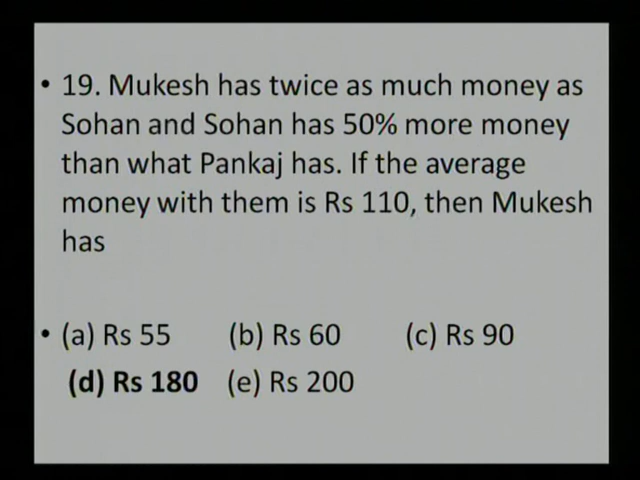 • 19. Mukesh has twice as much money as
Sohan and Sohan has 50% more money
than what Pankaj has. If the average
money with them is Rs 110, then Mukesh
has
• (a) Rs 55 (b) Rs 60 (c) Rs 90
(d) Rs 180 (e) Rs 200